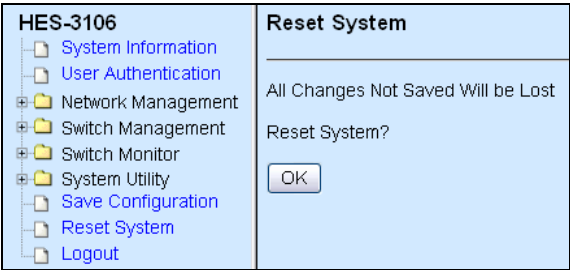 HES-3106
System Information
User Authentication
Network Management
Switch Management
Switch Monitor
System Utility
Save Configuration
Reset System
Logout
Reset System
All Changes Not Saved Will be Lost
Reset System?
OK